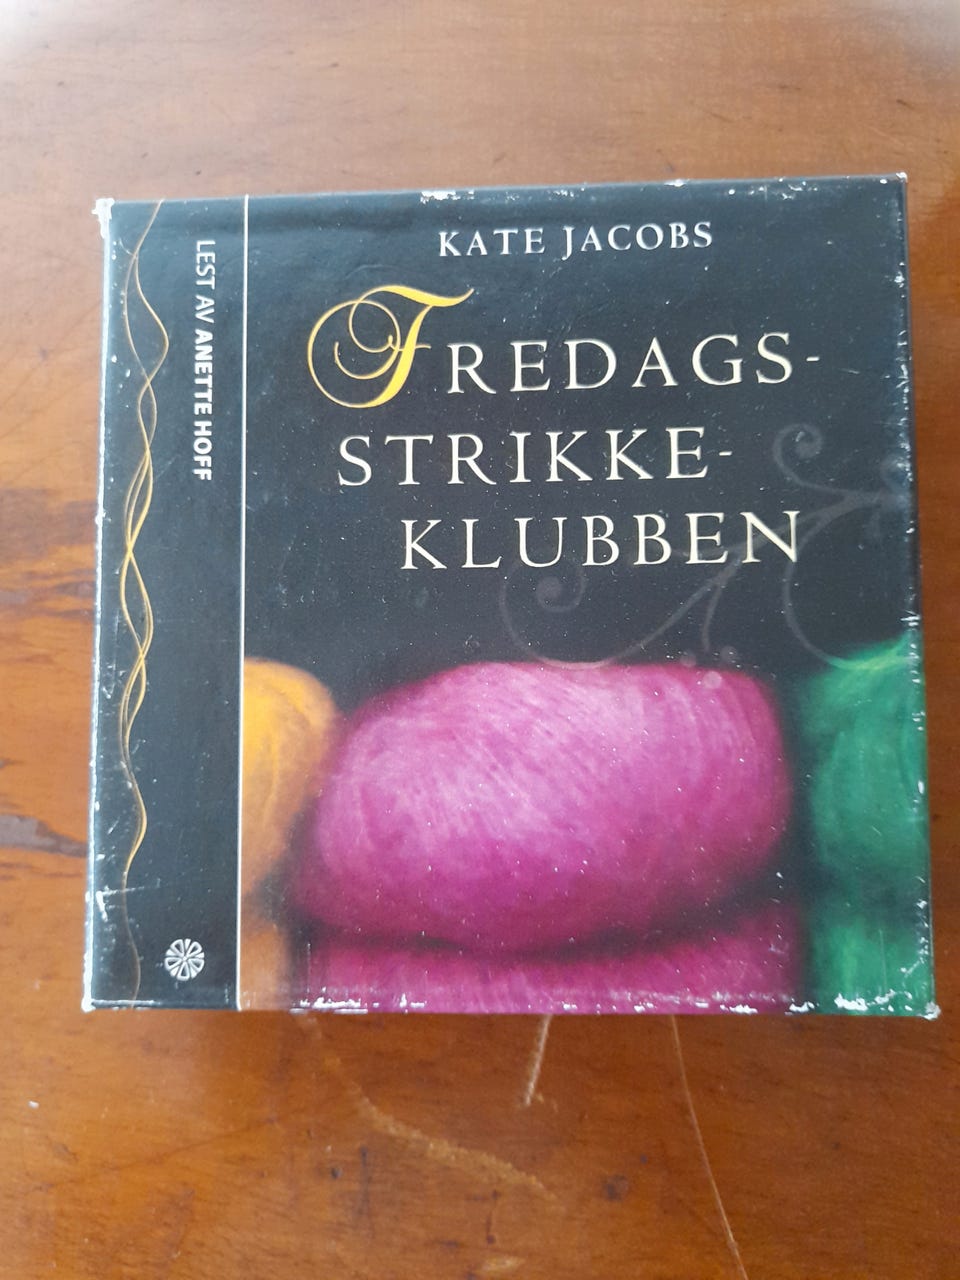 KATE JACOBS
FREDAGS-
STRIKKE-
KLUBBEN
LEST AV ANETTE HOFF